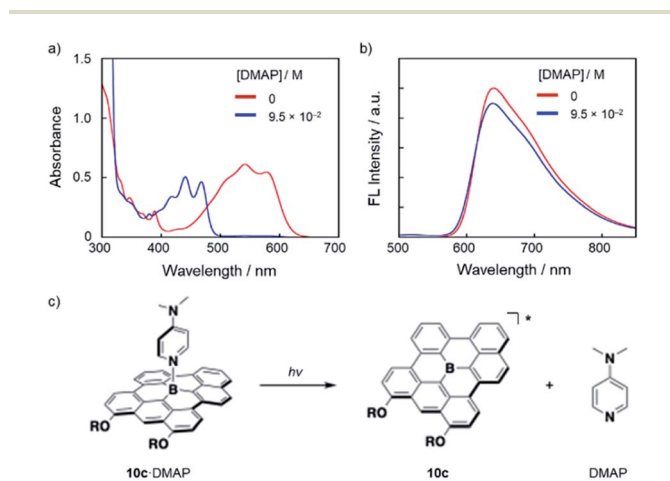 a)
1.5
1.0
0.5
0
300
400
500
600
700
Absorbance
Wavelength / nm
[DMAP] / M
0
9.5 × 10⁻²
b)
FL Intensity / a.u.
500
600
700
800
Wavelength / nm
[DMAP] / M
0
9.5 × 10⁻²
c)
N
N
B
RO
RO
10c·DMAP
hν
B
RO
RO
*
10c
+
N
N
DMAP